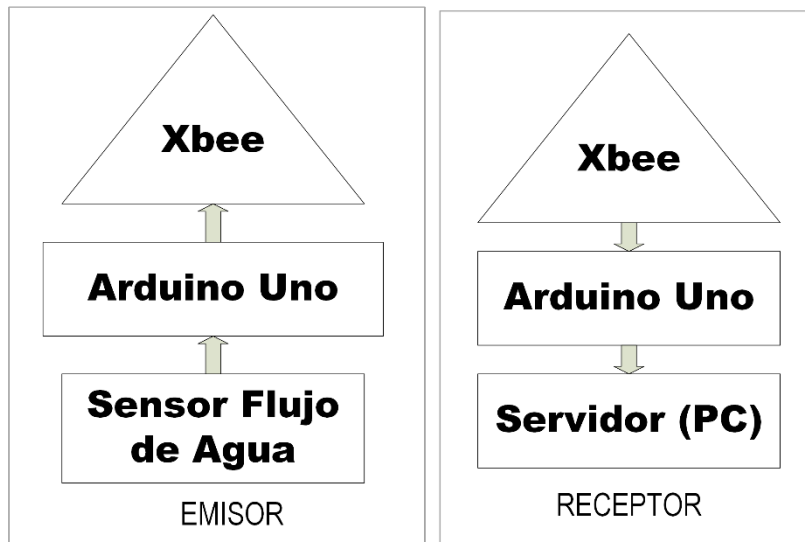 Xbee
Arduino Uno
Sensor Flujo
de Agua
EMISOR
Xbee
Arduino Uno
Servidor (PC)
RECEPTOR